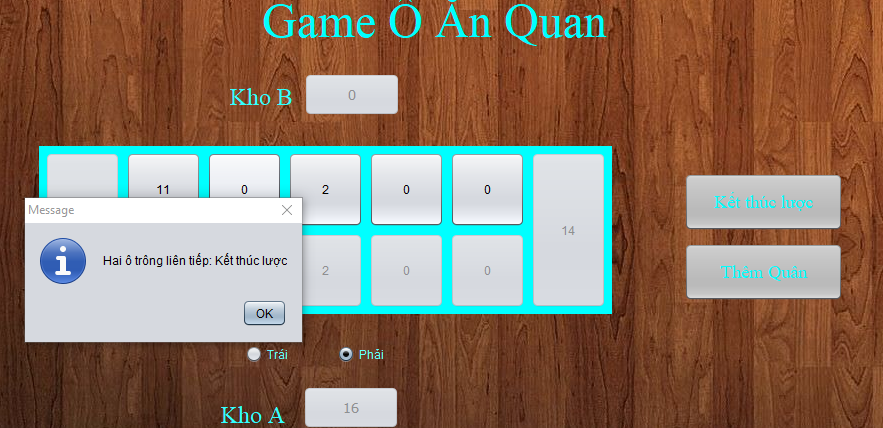 Game Ô Ăn Quan
Kho B 0
11 0 2 0 0
14
Message
Hai ô trông liên tiếp: Kết thúc lược
OK
2 0 0
Kết thúc lược
Thêm Quân
Trái Phải
Kho A 16